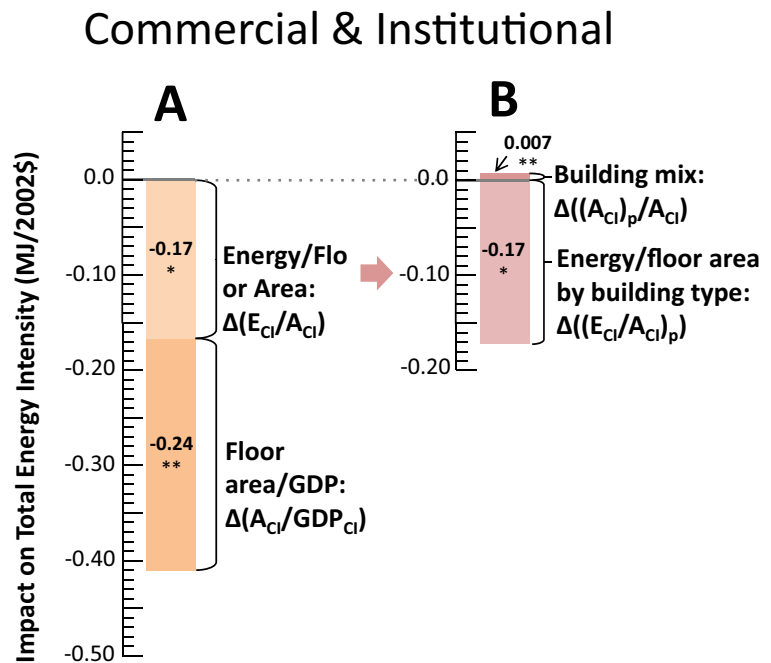 Commercial & Institutional
A
B
Impact on Total Energy Intensity (MJ/2002$)
0.0
-0.10
-0.20
-0.30
-0.40
-0.50
-0.17
*
-0.24
**
Energy/Flo
or Area:
Δ(E_CI/A_CI)
Floor
area/GDP:
Δ(A_CI/GDP_CI)
0.0
-0.10
-0.20
0.007
**
-0.17
*
Building mix:
Δ((A_CI)_p/A_CI)
Energy/floor area
by building type:
Δ((E_CI/A_CI)_p)